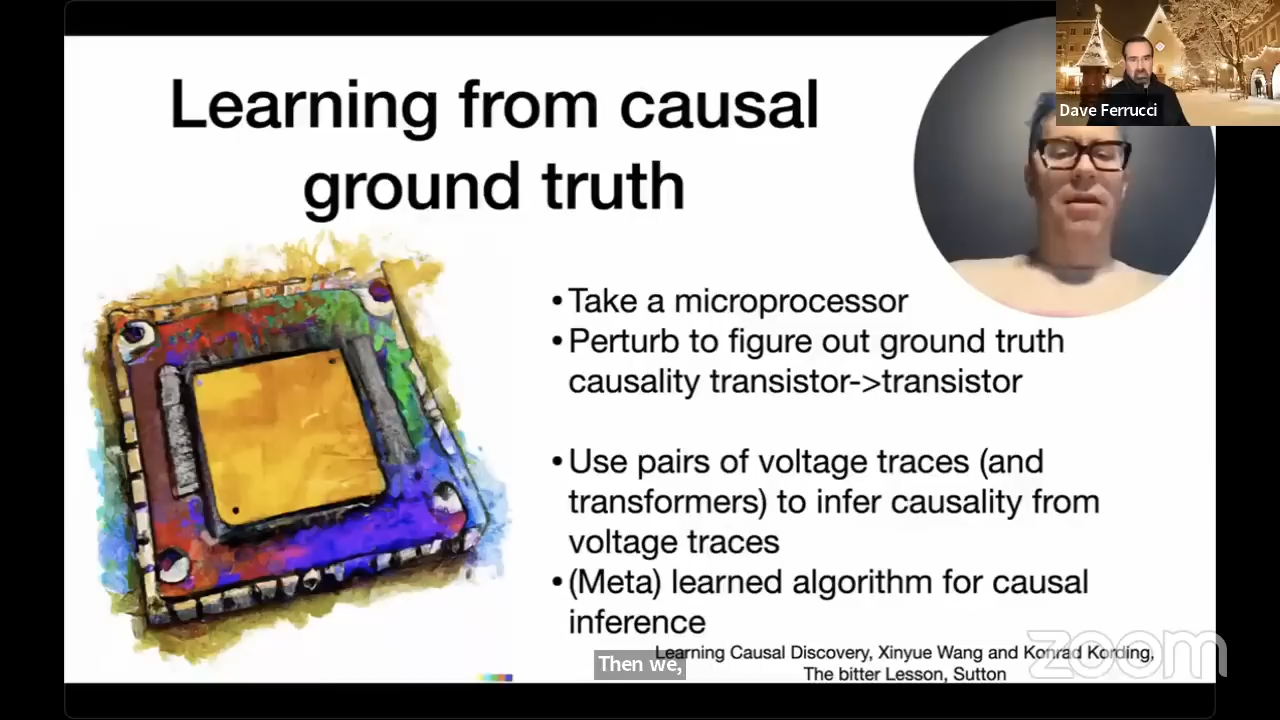 Learning from causal
ground truth
Dave Ferrucci
• Take a microprocessor
• Perturb to figure out ground truth
causality transistor->transistor
• Use pairs of voltage traces (and
transformers) to infer causality from
voltage traces
• (Meta) learned algorithm for causal
inference
Learning Causal Discovery, Xinyue Wang and Konrad Kording,
The bitter Lesson, Sutton
Then we,
zoom